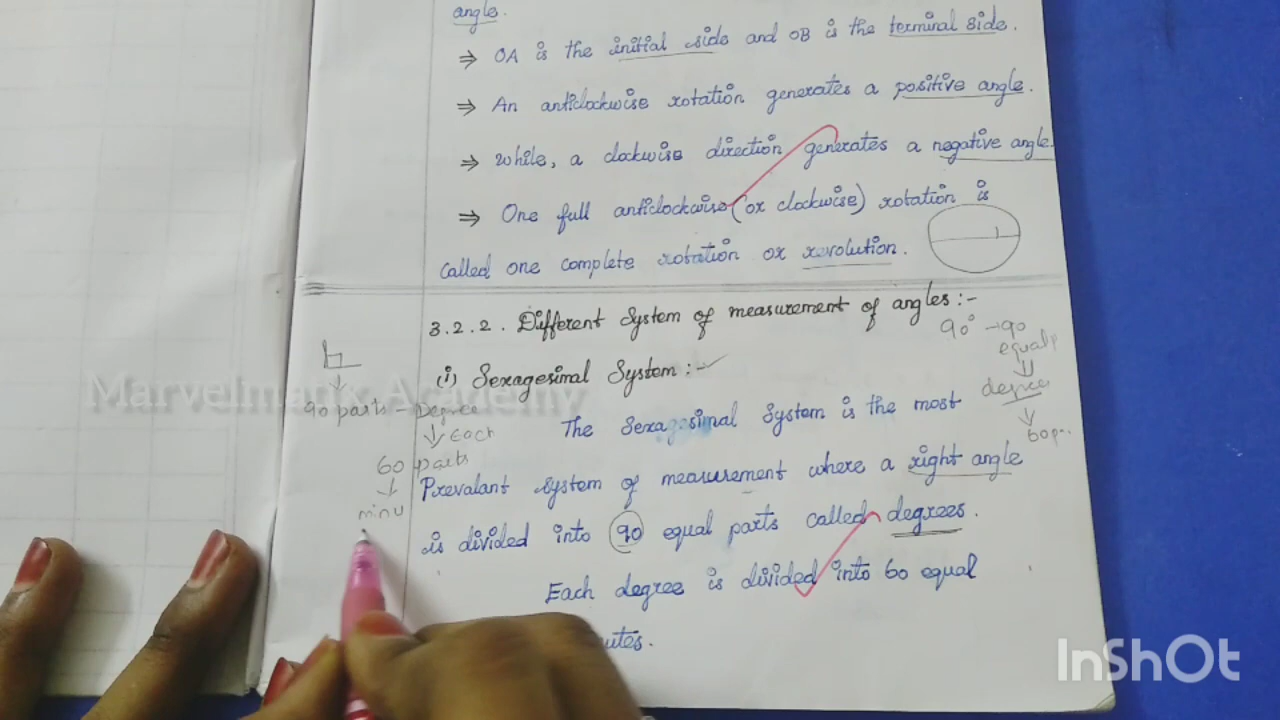 angle.
⇒ OA is the initial side and OB is the terminal side.
⇒ An anticlockwise rotation generates a positive angle.
⇒ While, a clockwise direction generates a negative angle.
⇒ One full anticlockwise (or clockwise) rotation is
called one complete rotation or revolution.
3.2.2. Different System of measurement of angles:-
90° → 90
equal
(i) Sexagesimal System:-
degree
60p..
90 parts - Degree
↓ Each
60 parts
↓
minu
The Sexagesimal System is the most
Prevalant System of measurement where a right angle
is divided into 90 equal parts called degrees.
Each degree is divided into 60 equal
utes.
Marvelmatix Academy
InShOt